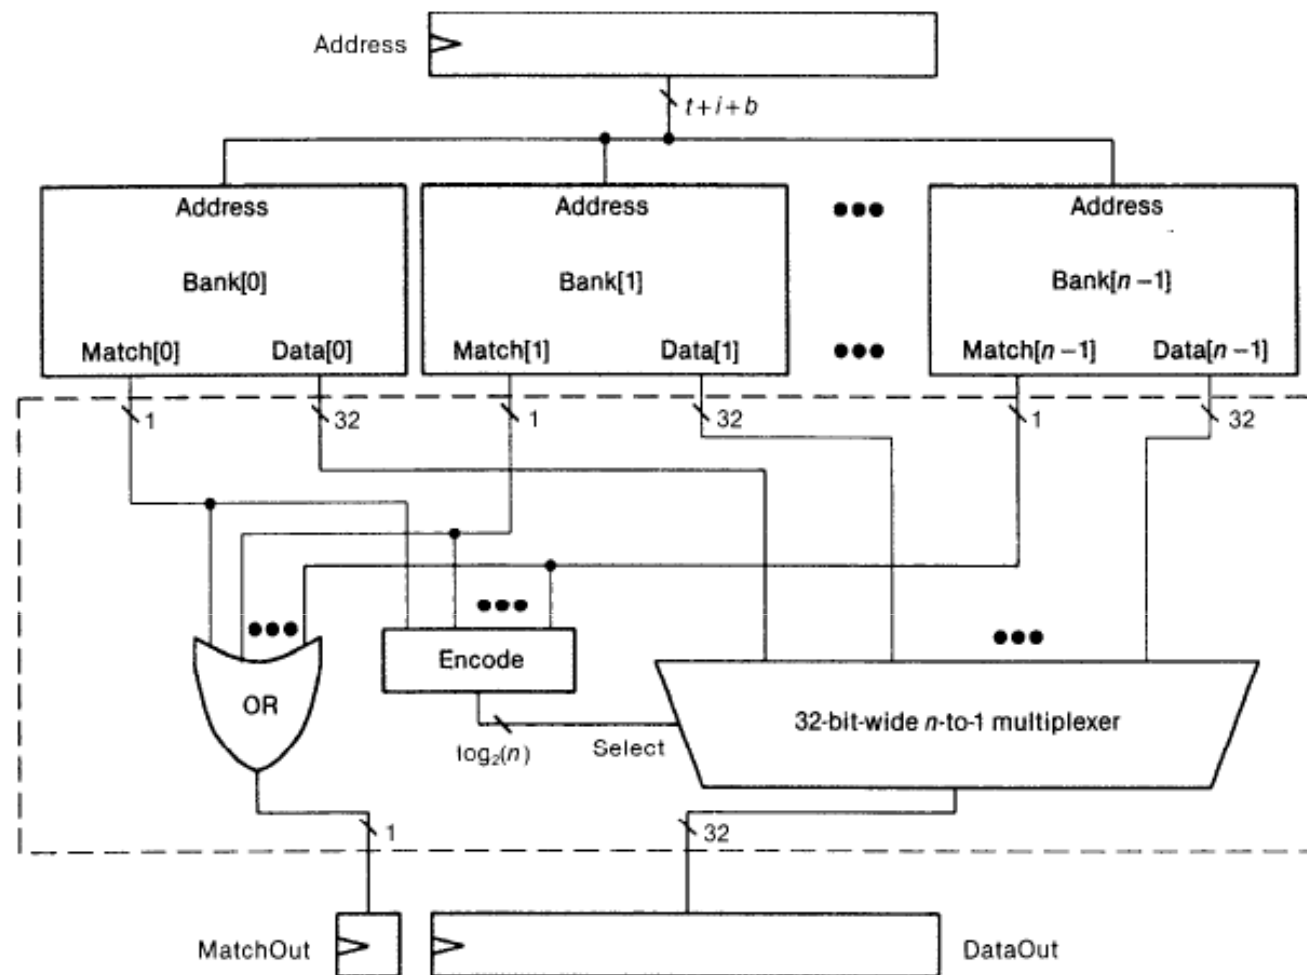 Address
t+i+b
Address Address ●●● Address
Bank[0] Bank[1] Bank[n−1]
Match[0] Data[0] Match[1] Data[1] ●●● Match[n−1] Data[n−1]
1 32 1 32 1 32
●●● ●●● ●●●
Encode
OR 32-bit-wide n-to-1 multiplexer
log₂(n) Select
1 32
MatchOut DataOut